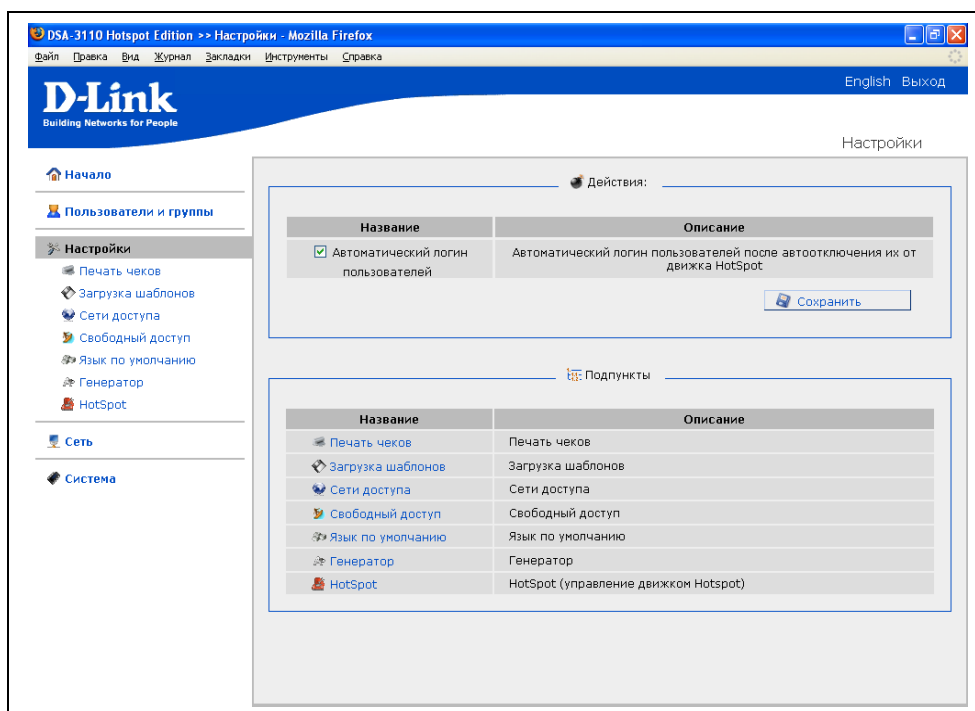 DSA-3110 Hotspot Edition >> Настройки - Mozilla Firefox
Файл Правка Вид Журнал Закладки Инструменты Справка
English Выход
D-Link
Building Networks for People
Настройки
Начало
Пользователи и группы
Настройки
Печать чеков
Загрузка шаблонов
Сети доступа
Свободный доступ
Язык по умолчанию
Генератор
HotSpot
Сеть
Система
Действия:
Название Описание
Автоматический логин пользователей после автоотключения их от
Автоматический логин
движка HotSpot
пользователей
Сохранить
Подпункты
Название Описание
Печать чеков Печать чеков
Загрузка шаблонов Загрузка шаблонов
Сети доступа Сети доступа
Свободный доступ Свободный доступ
Язык по умолчанию Язык по умолчанию
Генератор Генератор
HotSpot HotSpot (управление движком Hotspot)